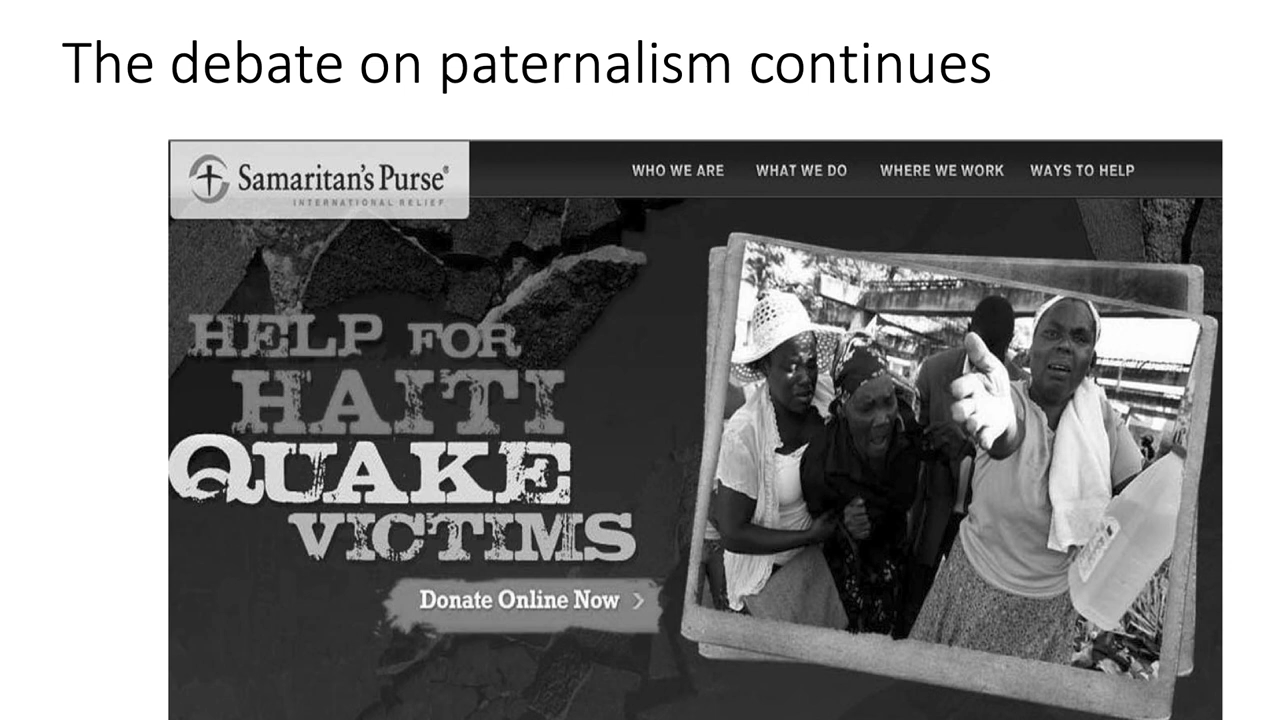 The debate on paternalism continues
Samaritan's Purse®
INTERNATIONAL RELIEF
WHO WE ARE WHAT WE DO WHERE WE WORK WAYS TO HELP
HELP FOR
HAITI
QUAKE
VICTIMS
Donate Online Now >